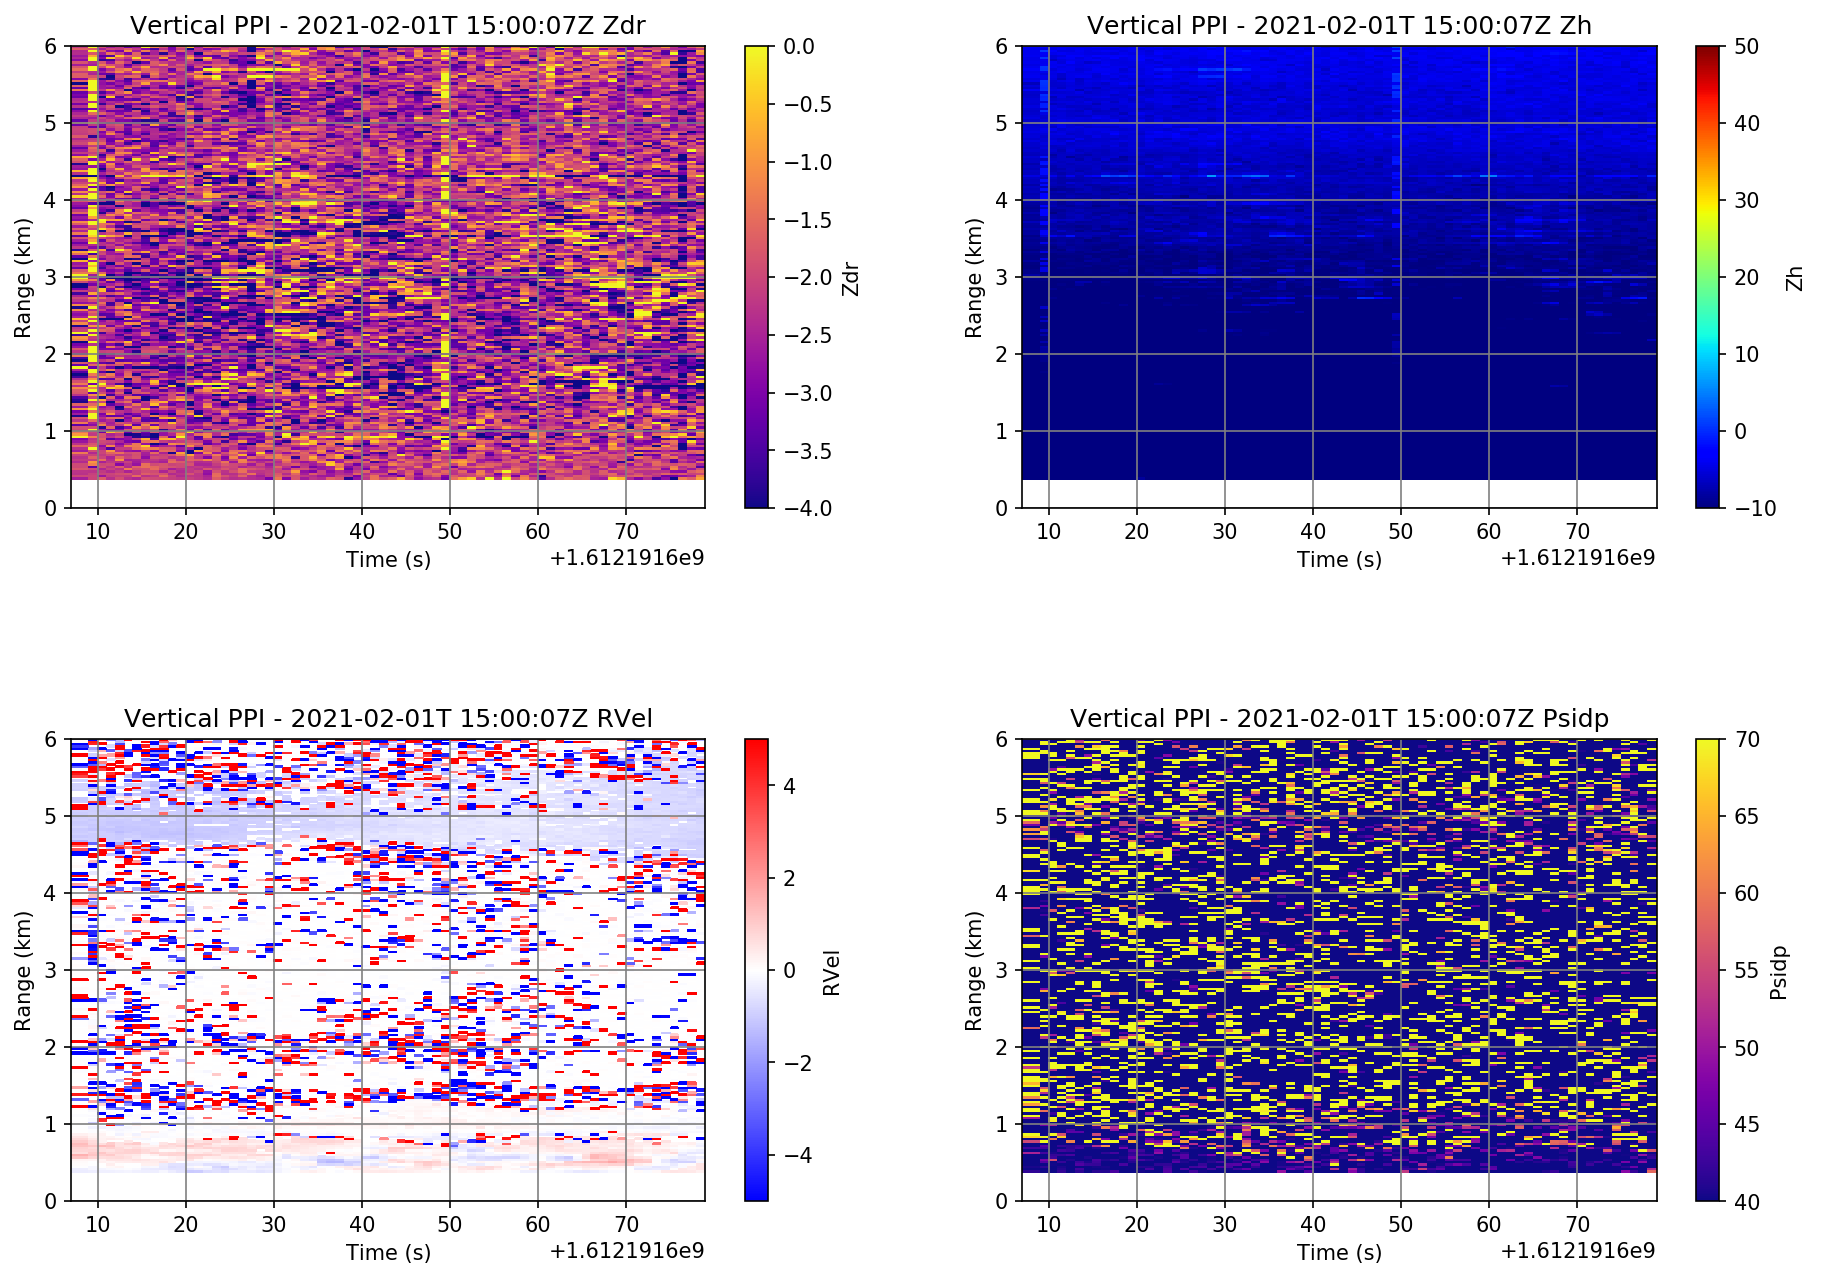 Vertical PPI - 2021-02-01T 15:00:07Z Zdr
6
5
4
3
2
1
0
Range (km)
10 20 30 40 50 60 70
Time (s)
+1.6121916e9
0.0
−0.5
−1.0
−1.5
−2.0
−2.5
−3.0
−3.5
−4.0
Zdr
Vertical PPI - 2021-02-01T 15:00:07Z Zh
6
5
4
3
2
1
0
Range (km)
10 20 30 40 50 60 70
Time (s)
+1.6121916e9
50
40
30
20
10
0
−10
Zh
Vertical PPI - 2021-02-01T 15:00:07Z RVel
6
5
4
3
2
1
0
Range (km)
10 20 30 40 50 60 70
Time (s)
+1.6121916e9
4
2
0
−2
−4
RVel
Vertical PPI - 2021-02-01T 15:00:07Z Psidp
6
5
4
3
2
1
0
Range (km)
10 20 30 40 50 60 70
Time (s)
+1.6121916e9
70
65
60
55
50
45
40
Psidp